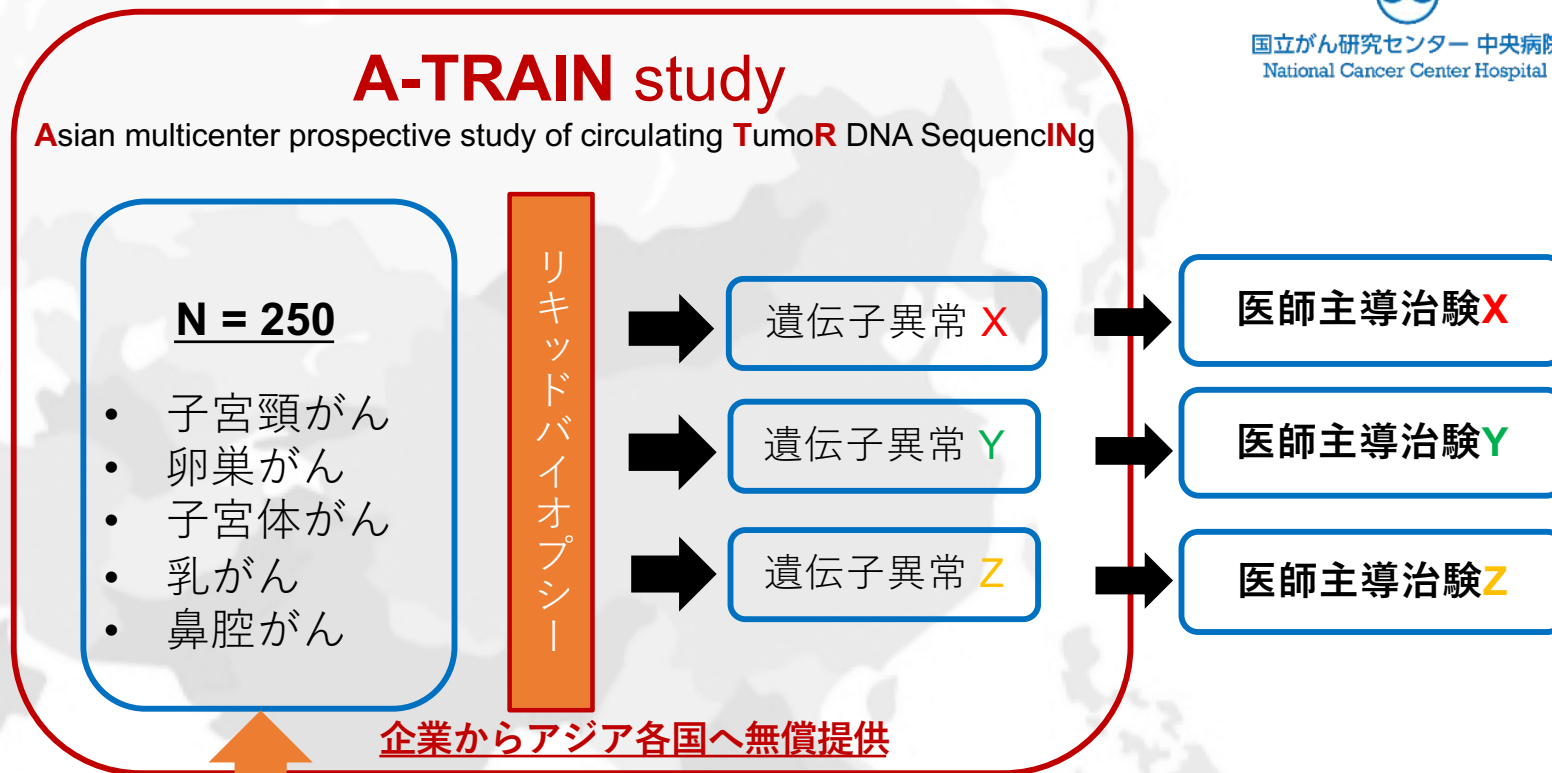 国立がん研究センター 中央病院
National Cancer Center Hospital
A-TRAIN study
Asian multicenter prospective study of circulating TumoR DNA SequencINg
N = 250
• 子宮頸がん
• 卵巣がん
• 子宮体がん
• 乳がん
• 鼻腔がん
リキッドバイオプシー
遺伝子異常 X
医師主導治験X
遺伝子異常 Y
医師主導治験Y
遺伝子異常 Z
医師主導治験Z
企業からアジア各国へ無償提供